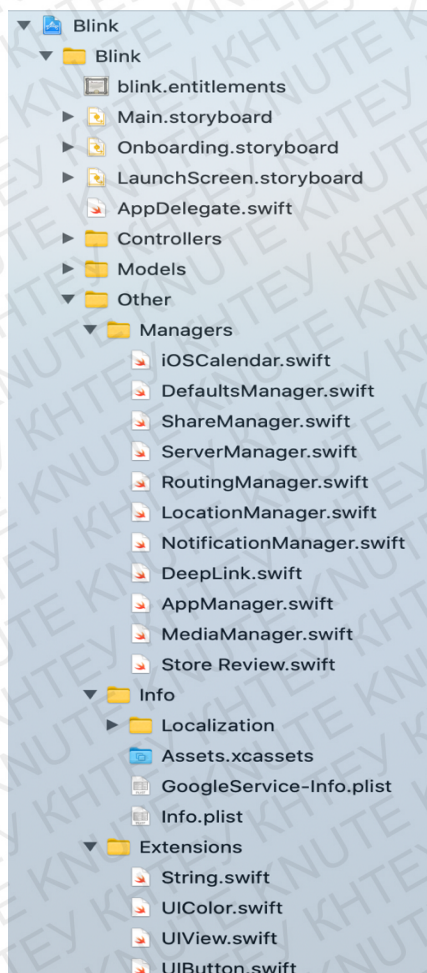 Blink
Blink
blink.entitlements
Main.storyboard
Onboarding.storyboard
LaunchScreen.storyboard
AppDelegate.swift
Controllers
Models
Other
Managers
iOSCalendar.swift
DefaultsManager.swift
ShareManager.swift
ServerManager.swift
RoutingManager.swift
LocationManager.swift
NotificationManager.swift
DeepLink.swift
AppManager.swift
MediaManager.swift
Store Review.swift
Info
Localization
Assets.xcassets
GoogleService-Info.plist
Info.plist
Extensions
String.swift
UIColor.swift
UIView.swift
UIButton.swift